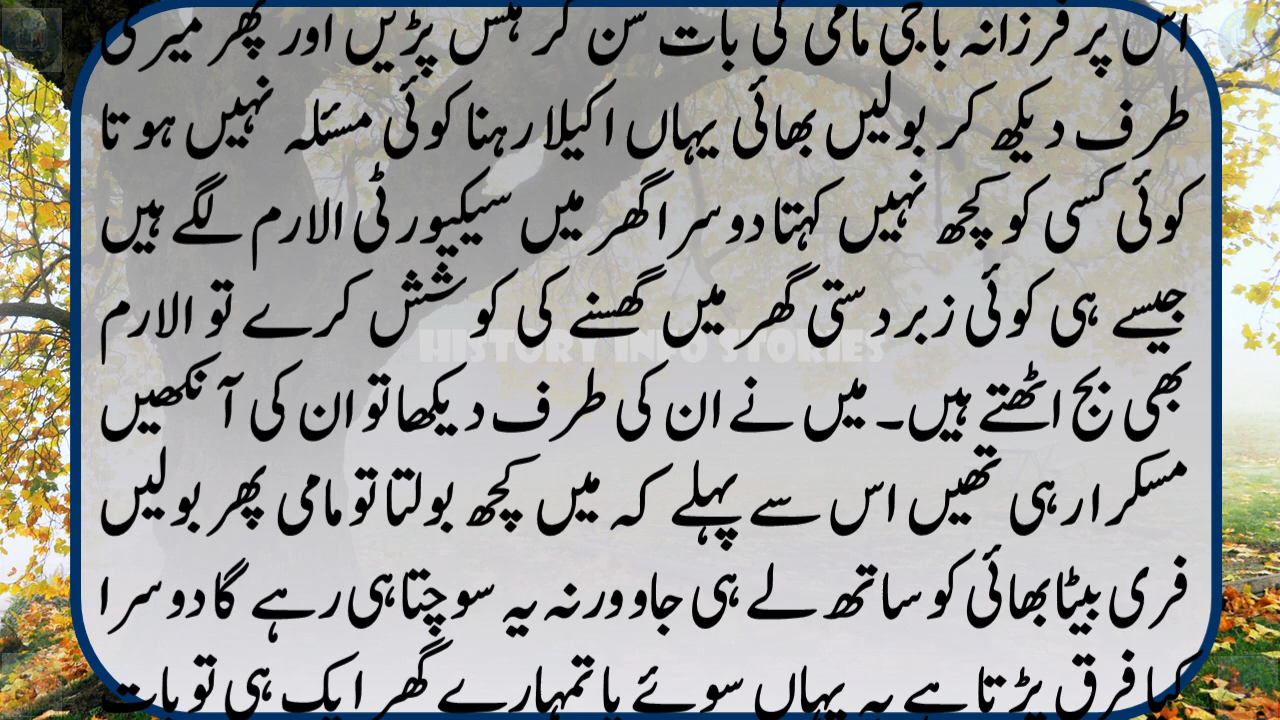 اس پر فرزانہ باجی مامی کی بات سن کر ہنس پڑیں اور پھر میری
طرف دیکھ کر بولیں بھائی یہاں اکیلا رہنا کوئی مسئلہ نہیں ہوتا
کوئی کسی کو کچھ نہیں کہتا دوسرا گھر میں سیکیورٹی الارم لگے ہیں
جیسے ہی کوئی زبردستی گھر میں گھسنے کی کوشش کرے تو الارم
HISTORY INFO STORIES
بھی بج اٹھتے ہیں۔ میں نے ان کی طرف دیکھا تو ان کی آنکھیں
مسکرا رہی تھیں اس سے پہلے کہ میں کچھ بولتا تو مامی پھر بولیں
فری بیٹا بھائی کو ساتھ لے ہی جاو ورنہ یہ سوچتا ہی رہے گا دوسرا
کیا فرق پڑتا ہے یہ یہاں سوئے یا تمہارے گھر ایک ہی تو بات